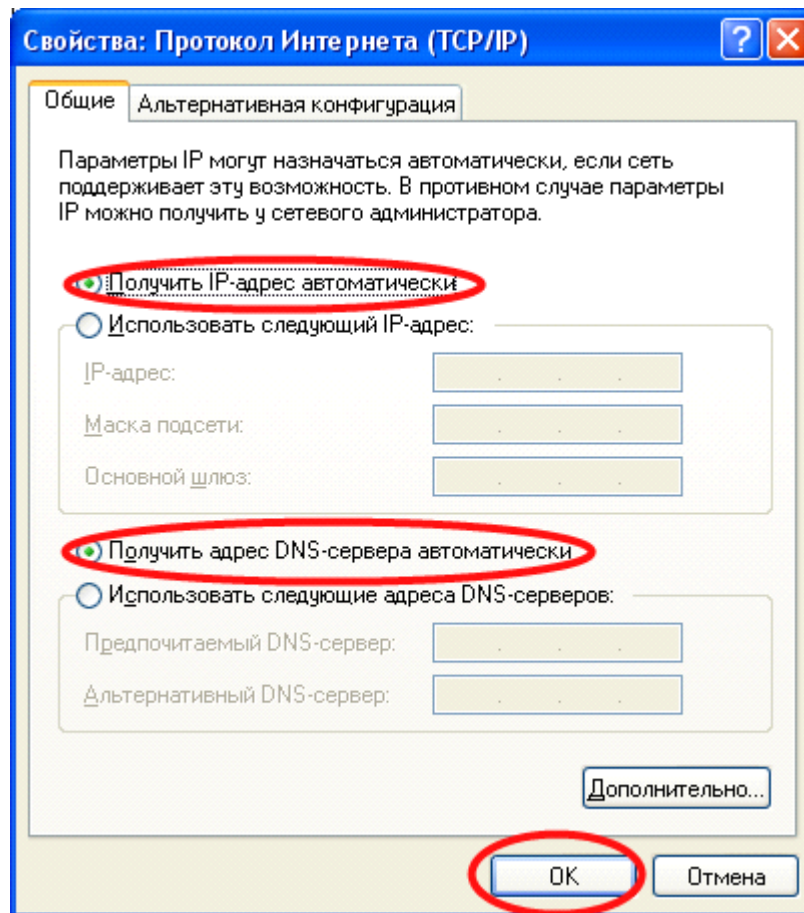 Свойства: Протокол Интернета (TCP/IP)
Общие
Альтернативная конфигурация
Параметры IP могут назначаться автоматически, если сеть
поддерживает эту возможность. В противном случае параметры
IP можно получить у сетевого администратора.
Получить IP-адрес автоматически
Использовать следующий IP-адрес:
IP-адрес:
Маска подсети:
Основной шлюз:
Получить адрес DNS-сервера автоматически
Использовать следующие адреса DNS-серверов:
Предпочитаемый DNS-сервер:
Альтернативный DNS-сервер:
Дополнительно...
OK
Отмена